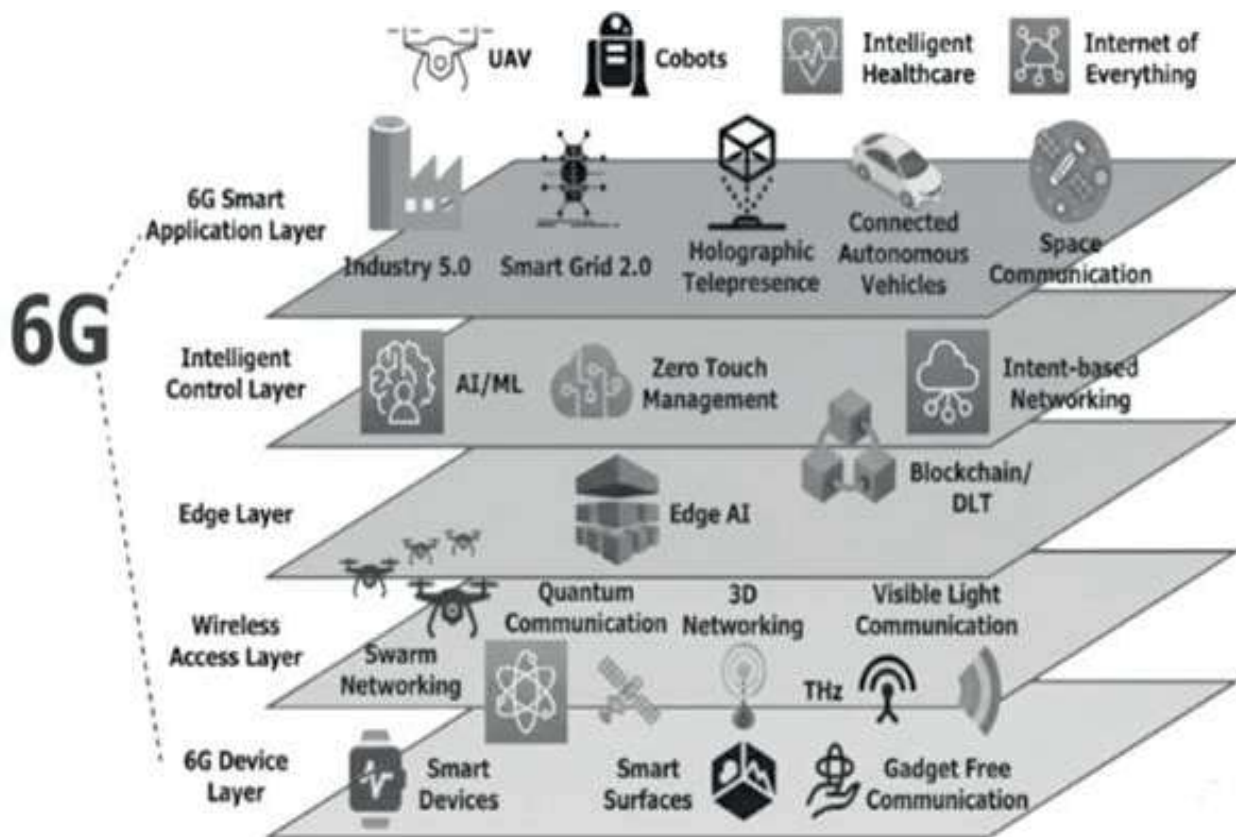 UAV
Cobots
Intelligent
Healthcare
Internet of
Everything
6G
6G Smart
Application Layer
Industry 5.0
Smart Grid 2.0
Holographic
Telepresence
Connected
Autonomous
Vehicles
Space
Communication
Intelligent
Control Layer
AI/ML
Zero Touch
Management
Intent-based
Networking
Edge Layer
Edge AI
Blockchain/
DLT
Wireless
Access Layer
Swarm
Networking
Quantum
Communication
3D
Networking
Visible Light
Communication
THz
6G Device
Layer
Smart
Devices
Smart
Surfaces
Gadget Free
Communication